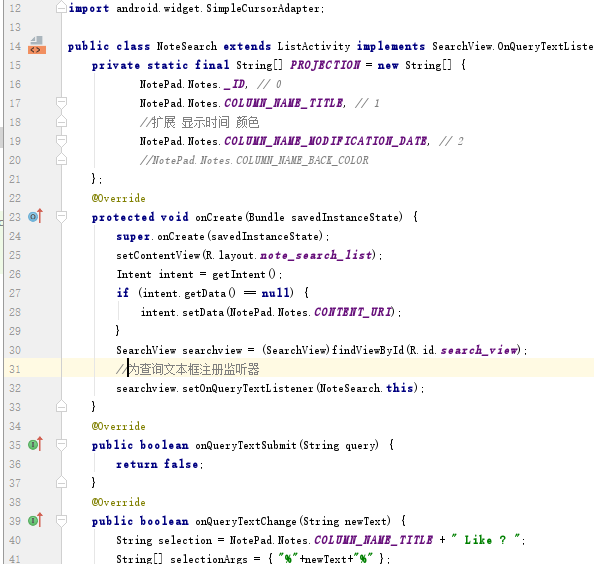 12 import android.widget.SimpleCursorAdapter;
13
14 public class NoteSearch extends ListActivity implements SearchView.OnQueryTextListe
15 private static final String[] PROJECTION = new String[] {
16 NotePad.Notes._ID, // 0
17 NotePad.Notes.COLUMN_NAME_TITLE, // 1
18 //扩展 显示时间 颜色
19 NotePad.Notes.COLUMN_NAME_MODIFICATION_DATE, // 2
20 //NotePad.Notes.COLUMN_NAME_BACK_COLOR
21 };
22 @Override
23 protected void onCreate(Bundle savedInstanceState) {
24 super.onCreate(savedInstanceState);
25 setContentView(R.layout.note_search_list);
26 Intent intent = getIntent();
27 if (intent.getData() == null) {
28 intent.setData(NotePad.Notes.CONTENT_URI);
29 }
30 SearchView searchview = (SearchView)findViewById(R.id.search_view);
31 //为查询文本框注册监听器
32 searchview.setOnQueryTextListener(NoteSearch.this);
33 }
34 @Override
35 public boolean onQueryTextSubmit(String query) {
36 return false;
37 }
38 @Override
39 public boolean onQueryTextChange(String newText) {
40 String selection = NotePad.Notes.COLUMN_NAME_TITLE + " Like ? ";
41 String[] selectionArgs = { "%"+newText+"%" };